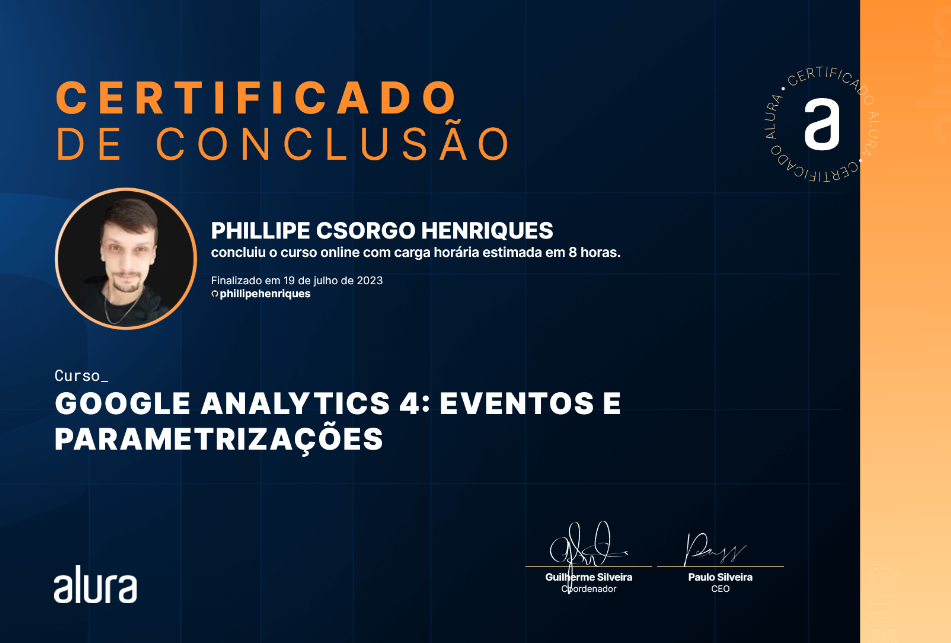 CERTIFICADO
DE CONCLUSÃO
CERTIFICADO ALURA • CERTIFICADO ALURA •
a
PHILLIPE CSORGO HENRIQUES
concluiu o curso online com carga horária estimada em 8 horas.
Finalizado em 19 de julho de 2023
phillipehenriques
Curso_
GOOGLE ANALYTICS 4: EVENTOS E
PARAMETRIZAÇÕES
alura
Guilherme Silveira
Coordenador
Paulo Silveira
CEO